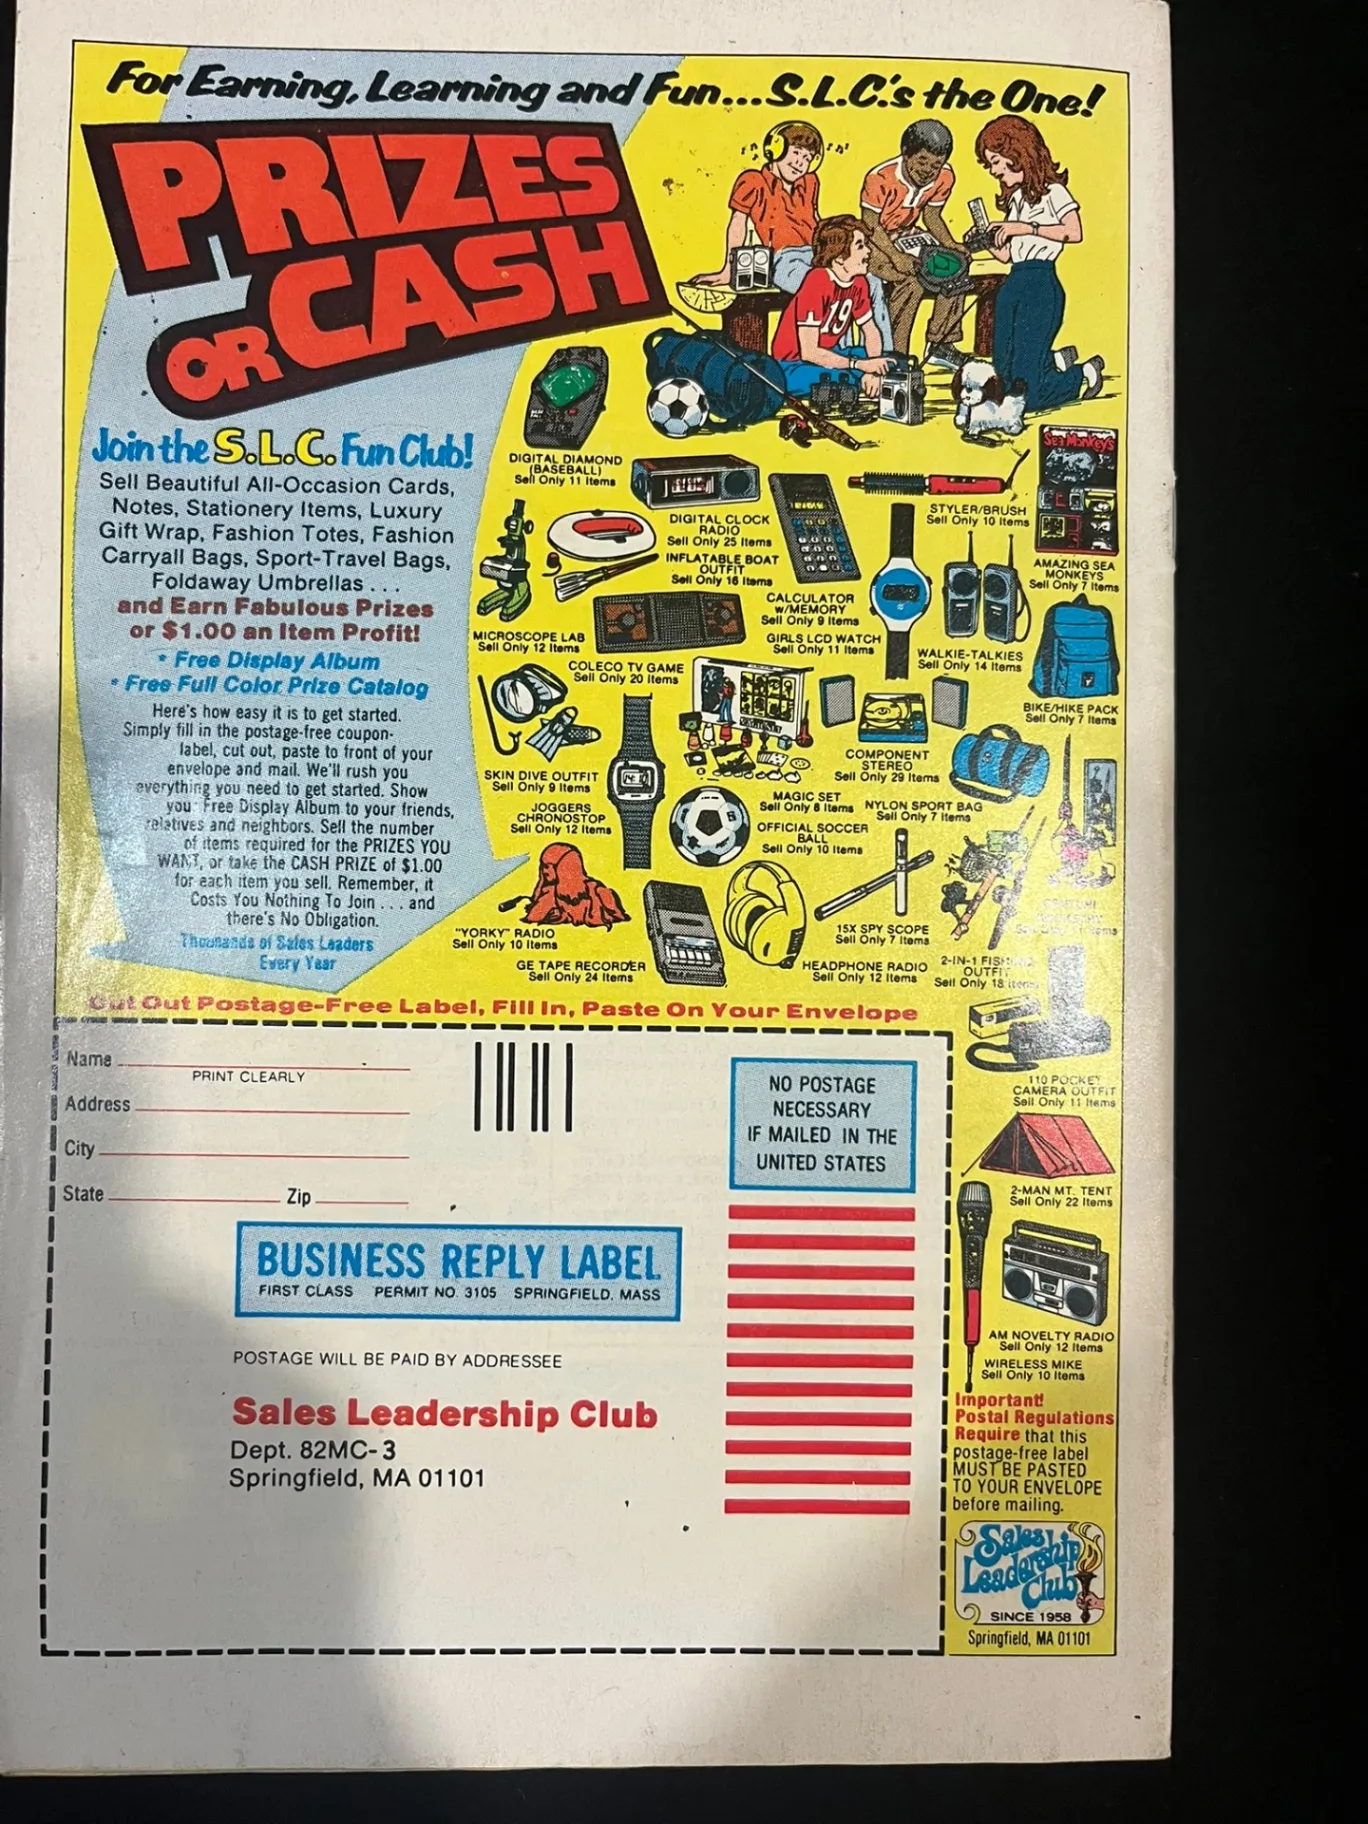 For Earning, Learning and Fun...S.L.C.'s the One!
PRIZES
OR CASH
Join the S.L.C. Fun Club!
Sell Beautiful All-Occasion Cards,
Notes, Stationery Items, Luxury
Gift Wrap, Fashion Totes, Fashion
Carryall Bags, Sport-Travel Bags,
Foldaway Umbrellas . . .
and Earn Fabulous Prizes
or $1.00 an Item Profit!
* Free Display Album
* Free Full Color Prize Catalog
Here's how easy it is to get started.
Simply fill in the postage-free coupon-
label, cut out, paste to front of your
envelope and mail. We'll rush you
everything you need to get started. Show
your Free Display Album to your friends,
relatives and neighbors. Sell the number
of items required for the PRIZES YOU
WANT, or take the CASH PRIZE of $1.00
for each item you sell. Remember, it
Costs You Nothing To Join . . . and
there's No Obligation.
Thousands of Sales Leaders
Every Year
19
DIGITAL DIAMOND
(BASEBALL)
Sell Only 11 Items
DIGITAL CLOCK
RADIO
Sell Only 25 Items
STYLER/BRUSH
Sell Only 10 Items
Sea Monkeys
AMAZING SEA
MONKEYS
Sell Only 7 Items
INFLATABLE BOAT
OUTFIT
Sell Only 16 Items
CALCULATOR
w/MEMORY
Sell Only 9 Items
MICROSCOPE LAB
Sell Only 12 Items
GIRLS LCD WATCH
Sell Only 11 Items
WALKIE-TALKIES
Sell Only 14 Items
COLECO TV GAME
Sell Only 20 Items
BIKE/HIKE PACK
Sell Only 7 Items
COMPONENT
STEREO
Sell Only 29 Items
SKIN DIVE OUTFIT
Sell Only 9 Items
MAGIC SET
Sell Only 8 Items
NYLON SPORT BAG
Sell Only 7 Items
JOGGERS
CHRONOSTOP
Sell Only 12 Items
OFFICIAL SOCCER
BALL
Sell Only 10 Items
"YORKY" RADIO
Sell Only 10 Items
15X SPY SCOPE
Sell Only 7 Items
GE TAPE RECORDER
Sell Only 24 Items
HEADPHONE RADIO
Sell Only 12 Items
2-IN-1 FISHING
OUTFIT
Sell Only 18 Items
110 POCKET
CAMERA OUTFIT
Sell Only 11 Items
2-MAN MT. TENT
Sell Only 22 Items
AM NOVELTY RADIO
Sell Only 12 Items
WIRELESS MIKE
Sell Only 10 Items
Cut Out Postage-Free Label, Fill In, Paste On Your Envelope
Name
PRINT CLEARLY
Address
City
State Zip
NO POSTAGE
NECESSARY
IF MAILED IN THE
UNITED STATES
BUSINESS REPLY LABEL
FIRST CLASS PERMIT NO. 3105 SPRINGFIELD, MASS
POSTAGE WILL BE PAID BY ADDRESSEE
Sales Leadership Club
Dept. 82MC-3
Springfield, MA 01101
Important!
Postal Regulations
Require that this
postage-free label
MUST BE PASTED
TO YOUR ENVELOPE
before mailing.
Sales
Leadership
Club
SINCE 1958
Springfield, MA 01101